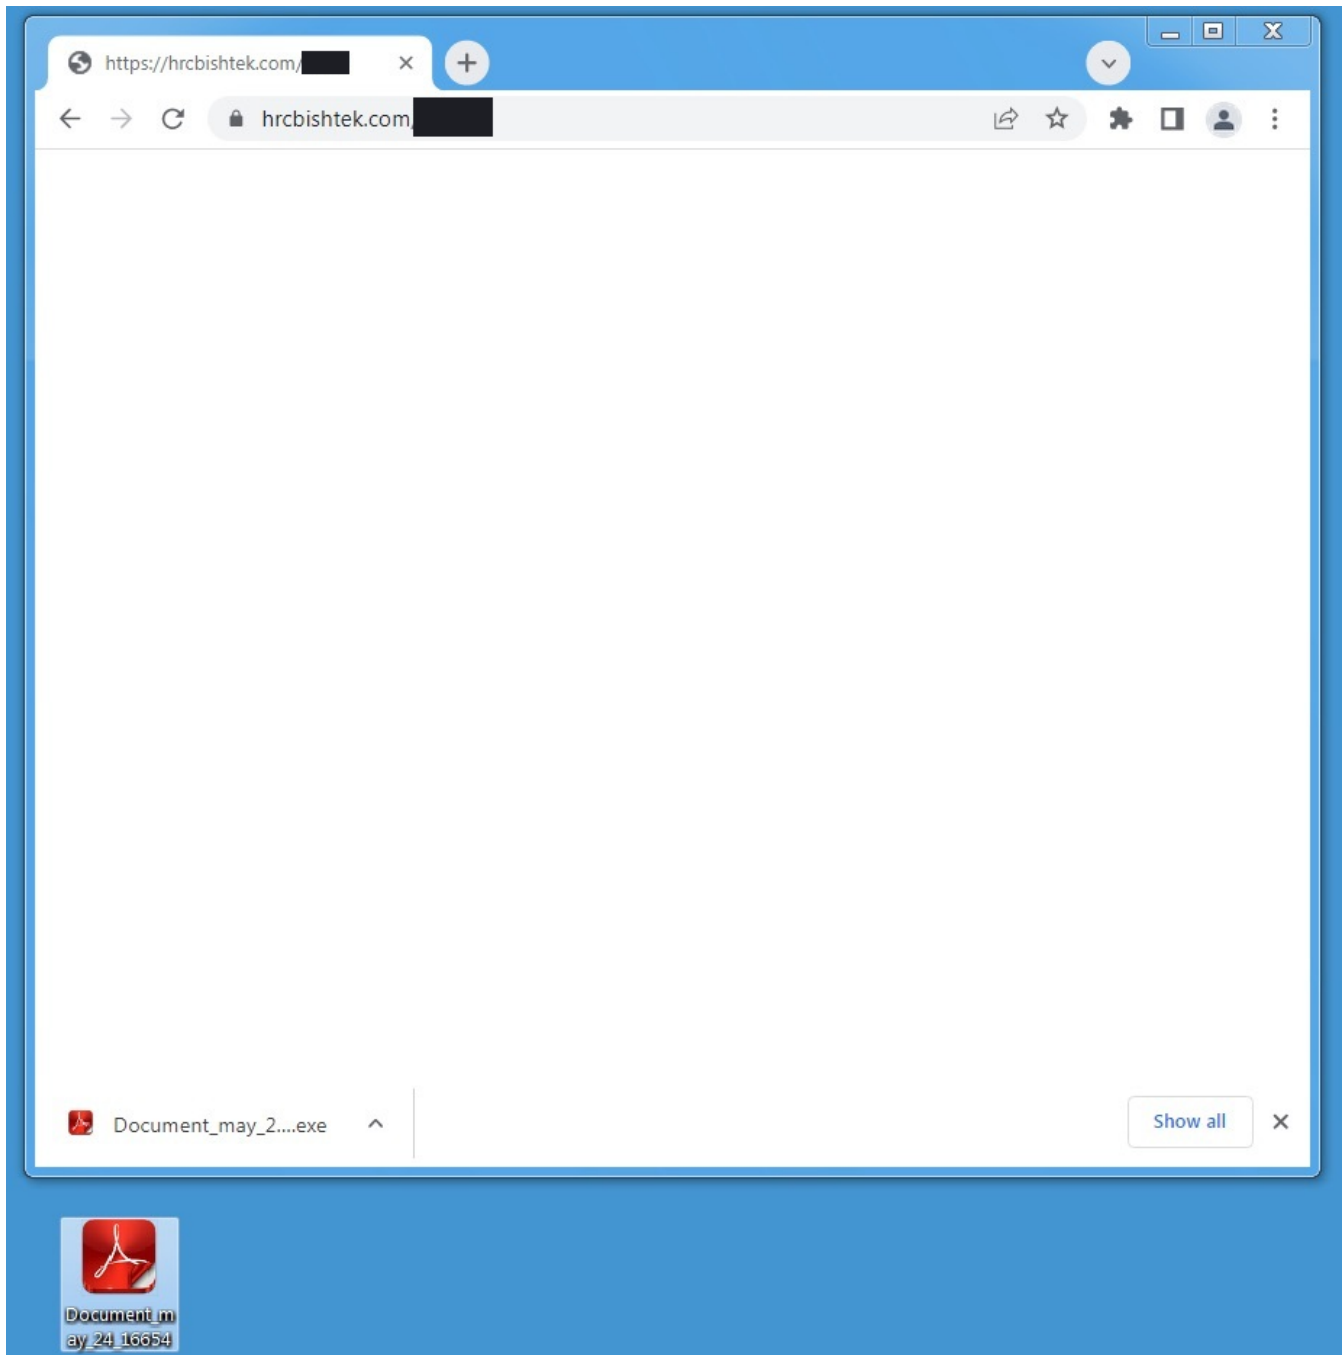 https://hrcbishtek.com/
hrcbishtek.com/
Document_may_2....exe
Show all
Document_m
ay_24_16654